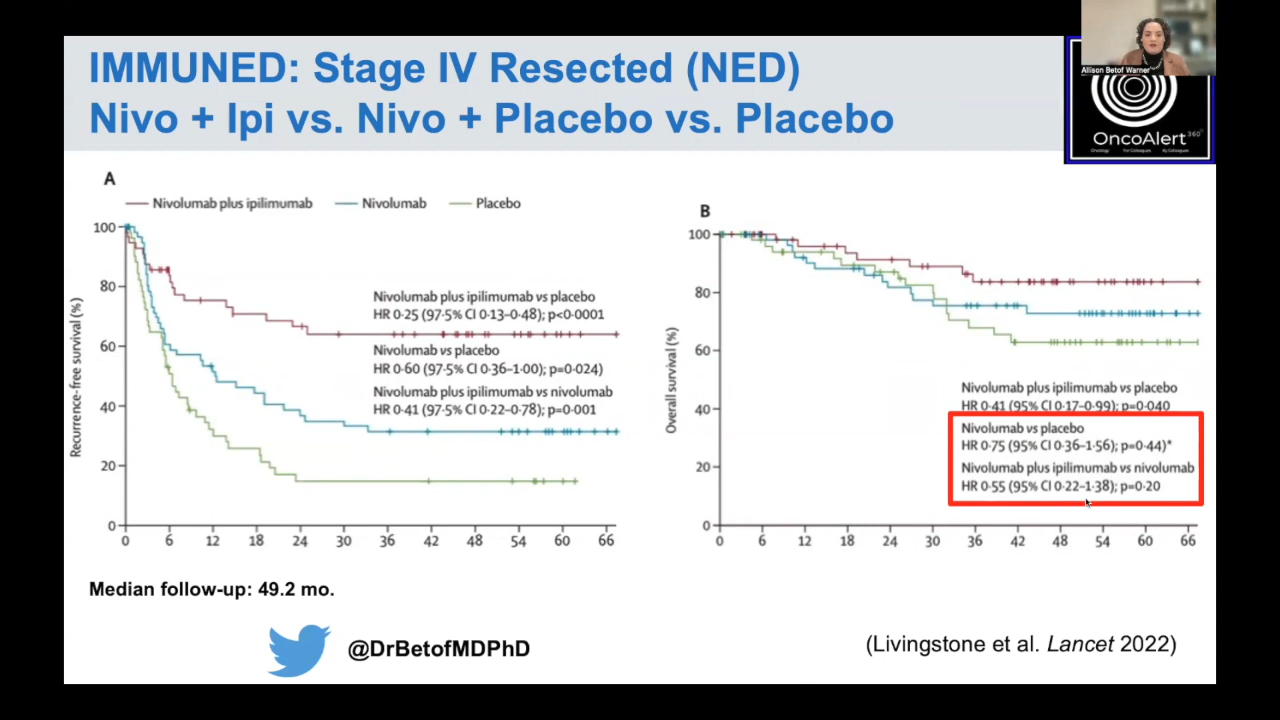 IMMUNED: Stage IV Resected (NED)
Nivo + Ipi vs. Nivo + Placebo vs. Placebo
Allison Betof Warner
OncoAlert 360°
Oncology For Colleagues By Colleagues
A
Nivolumab plus ipilimumab Nivolumab Placebo
Recurrence-free survival (%)
100
80
60
40
20
0
0 6 12 18 24 30 36 42 48 54 60 66
Nivolumab plus ipilimumab vs placebo
HR 0·25 (97·5% CI 0·13–0·48); p<0·0001
Nivolumab vs placebo
HR 0·60 (97·5% CI 0·36–1·00; p=0·024)
Nivolumab plus ipilimumab vs nivolumab
HR 0·41 (97·5% CI 0·22–0·78); p=0·001
B
Overall survival (%)
100
80
60
40
20
0
0 6 12 18 24 30 36 42 48 54 60 66
Nivolumab plus ipilimumab vs placebo
HR 0·41 (95% CI 0·17–0·99); p=0·040
Nivolumab vs placebo
HR 0·75 (95% CI 0·36–1·56); p=0·44)*
Nivolumab plus ipilimumab vs nivolumab
HR 0·55 (95% CI 0·22–1·38); p=0·20
Median follow-up: 49.2 mo.
@DrBetofMDPhD
(Livingstone et al. Lancet 2022)